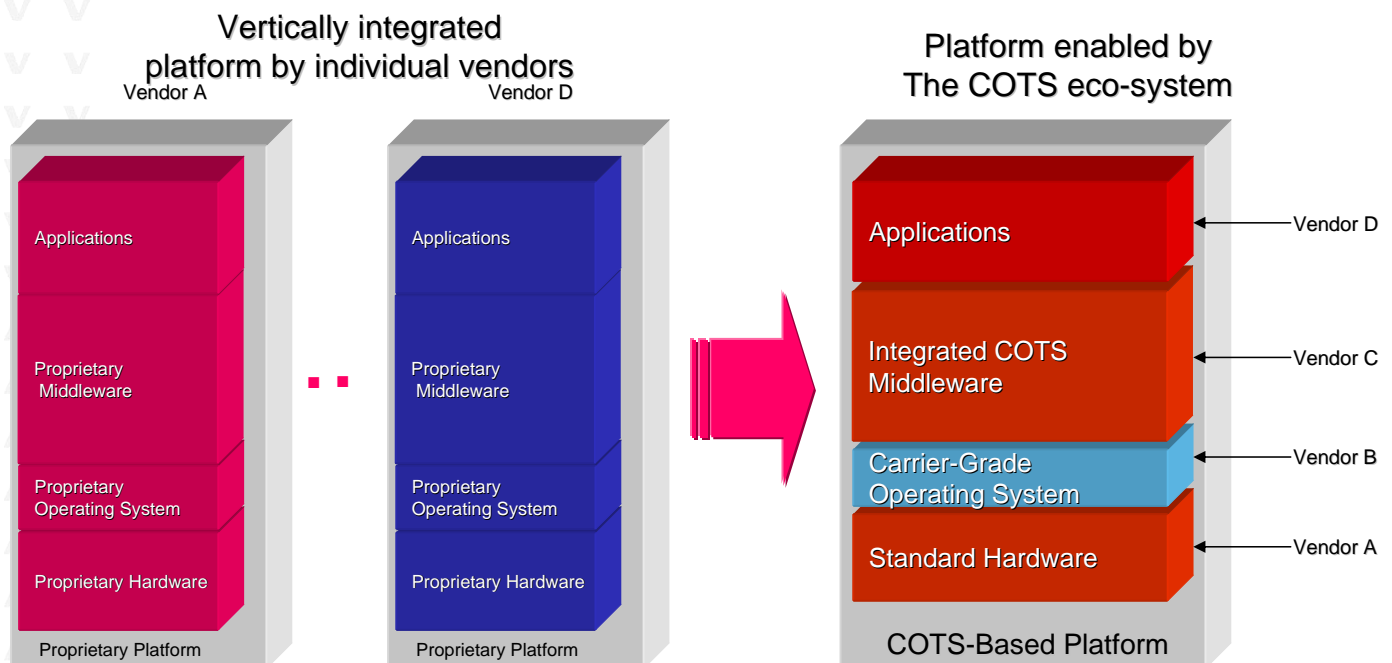 Vertically integrated
platform by individual vendors
Vendor A
Vendor D
Applications
Proprietary
Middleware
Proprietary
Operating System
Proprietary Hardware
Proprietary Platform
Applications
Proprietary
Middleware
Proprietary
Operating System
Proprietary Hardware
Proprietary Platform
Platform enabled by
The COTS eco-system
Applications
Vendor D
Integrated COTS
Middleware
Vendor C
Carrier-Grade
Operating System
Vendor B
Standard Hardware
Vendor A
COTS-Based Platform